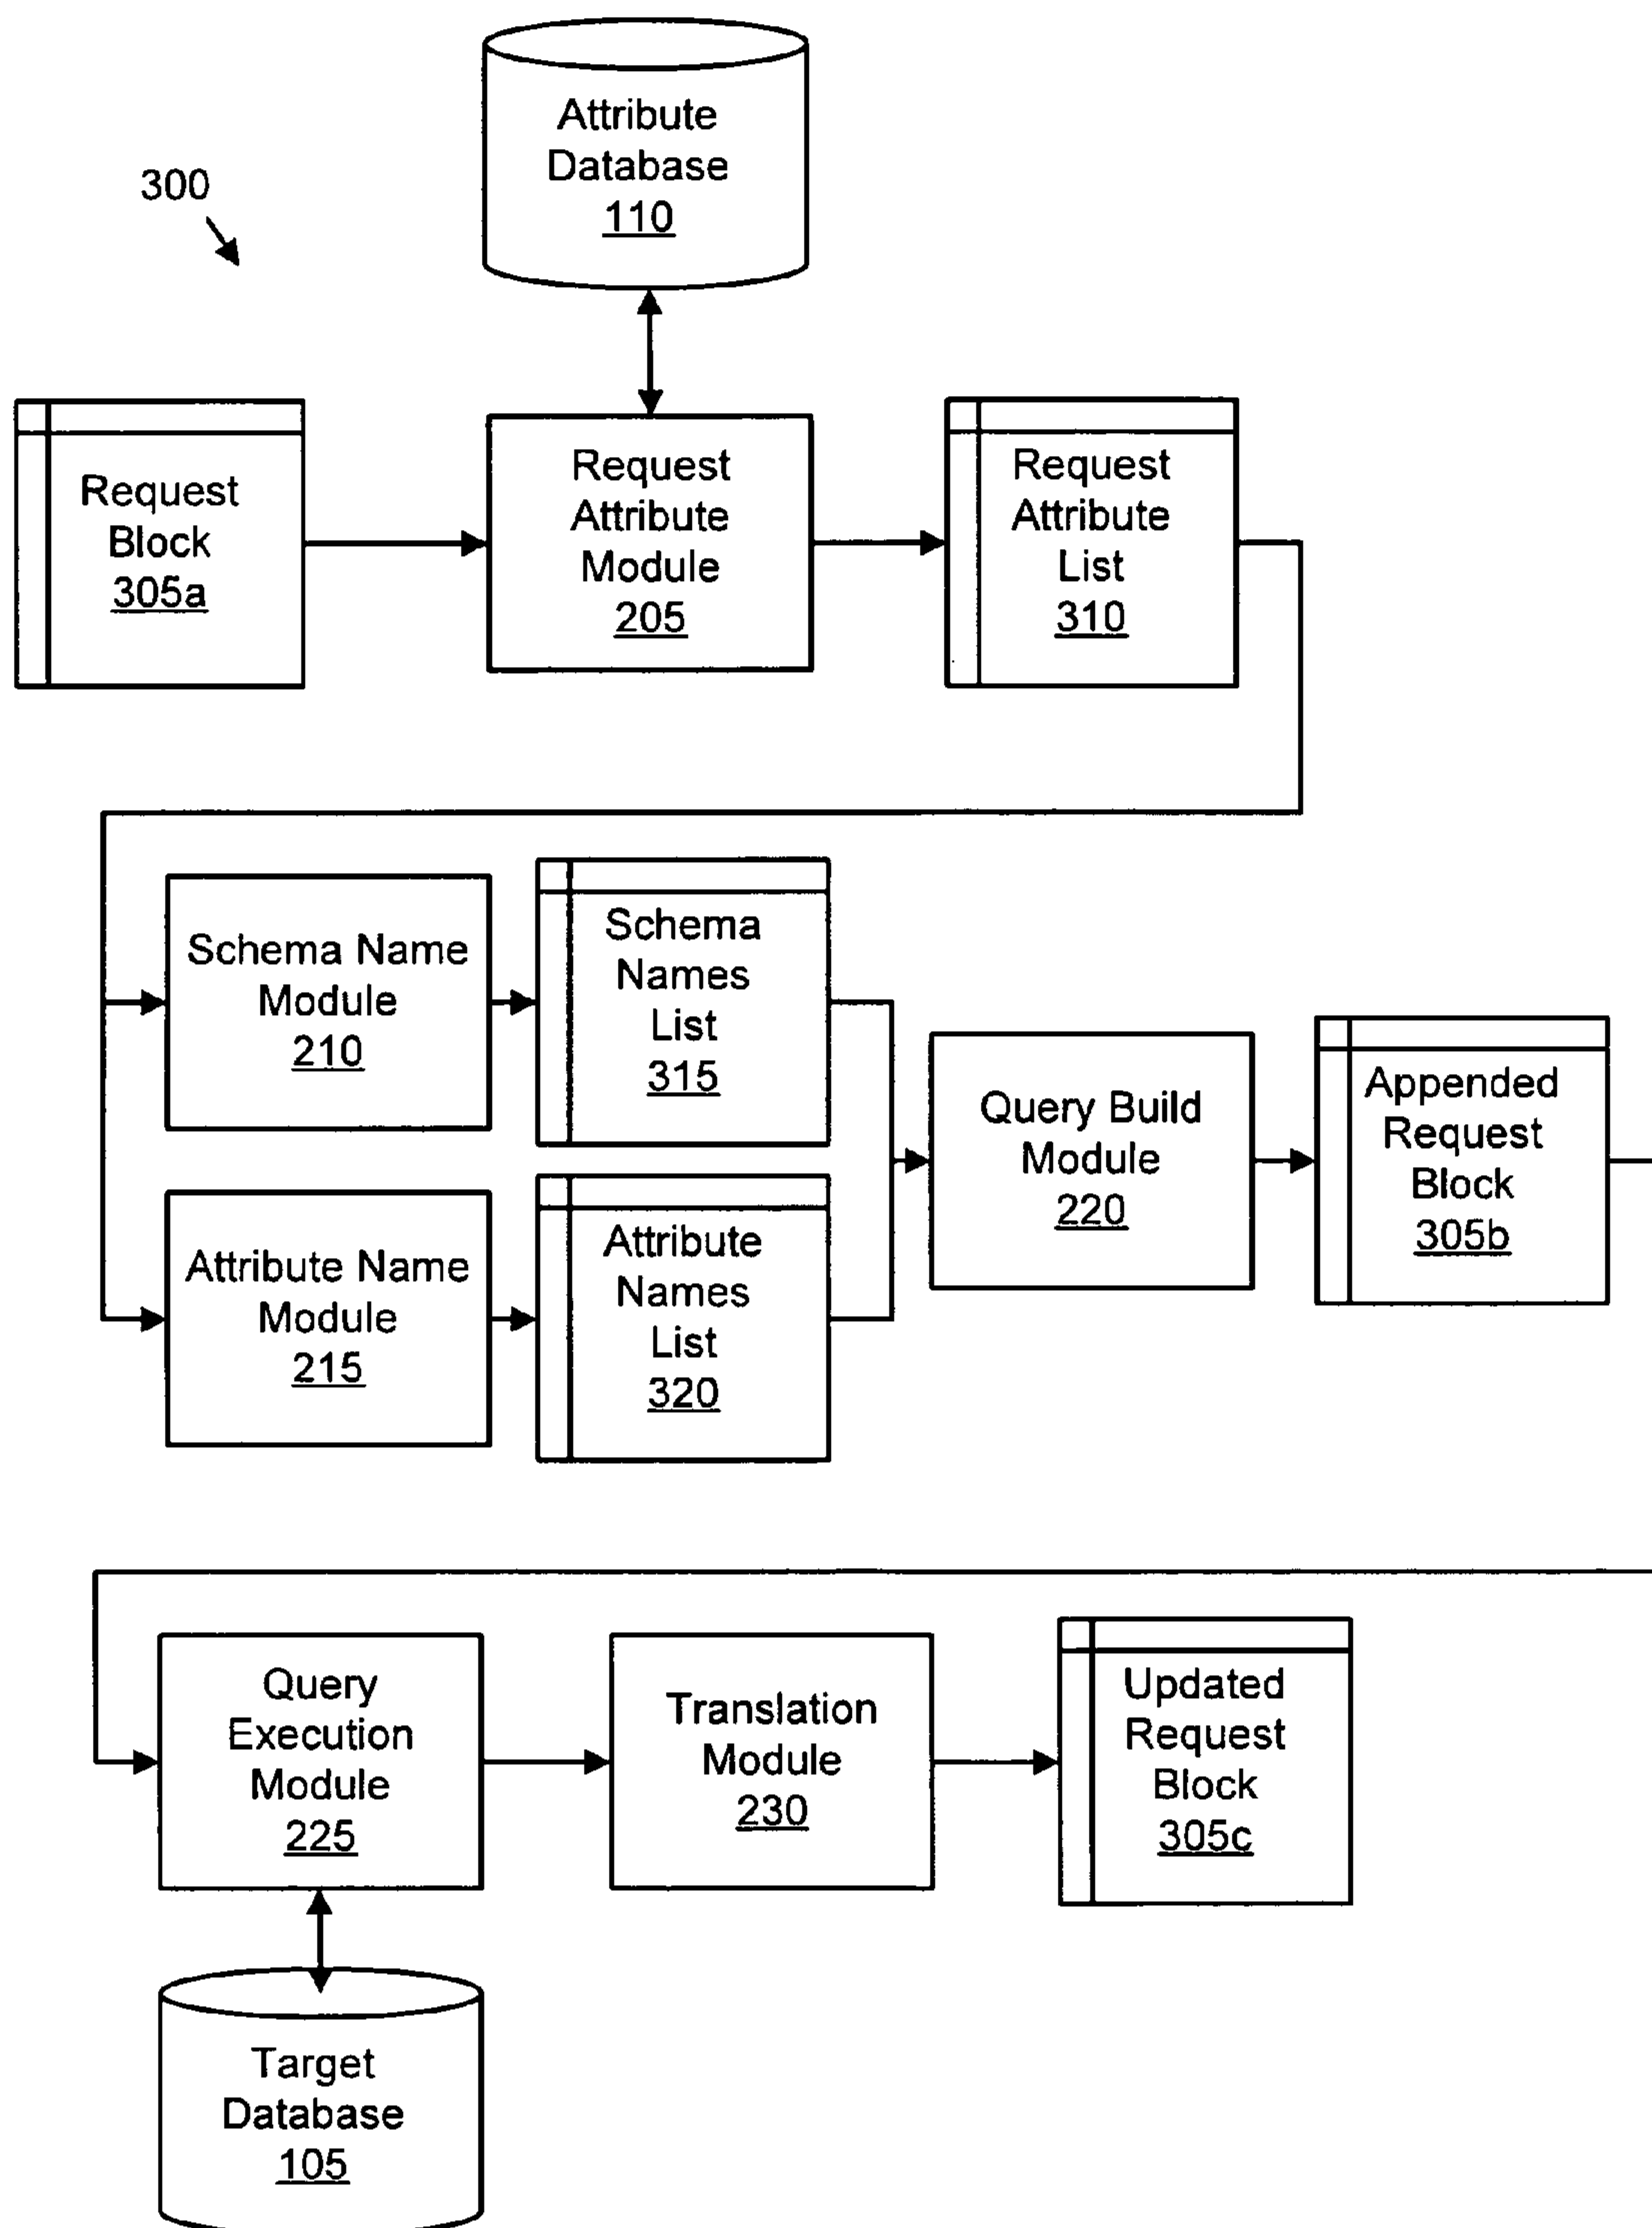 Attribute
Database
110
300
Request
Block
305a
Request
Attribute
Module
205
Request
Attribute
List
310
Schema Name
Module
210
Schema
Names
List
315
Attribute Name
Module
215
Attribute
Names
List
320
Query Build
Module
220
Appended
Request
Block
305b
Query
Execution
Module
225
Translation
Module
230
Updated
Request
Block
305c
Target
Database
105